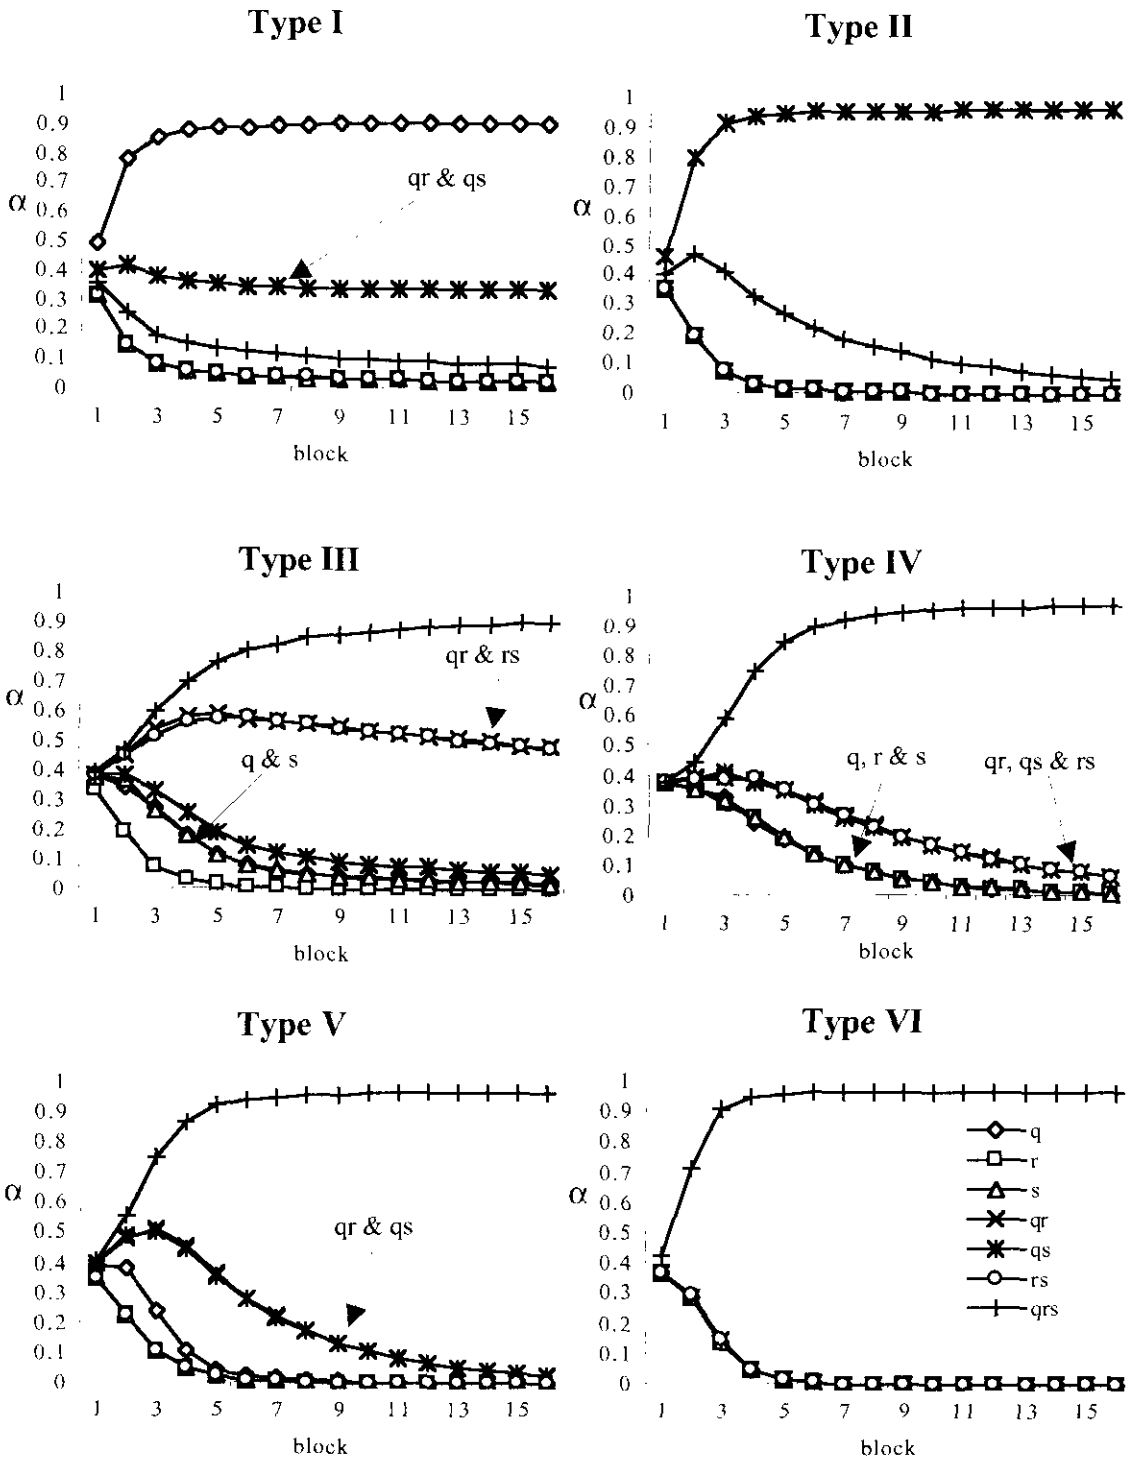 Type I
1
0.9
0.8
0.7
α 0.6
0.5
0.4
0.3
0.2
0.1
0
qr & qs
1 3 5 7 9 11 13 15
block
Type II
1
0.9
0.8
0.7
α 0.6
0.5
0.4
0.3
0.2
0.1
0
1 3 5 7 9 11 13 15
block
Type III
1
0.9
0.8
0.7
α 0.6
0.5
0.4
0.3
0.2
0.1
0
qr & rs
q & s
1 3 5 7 9 11 13 15
block
Type IV
1
0.9
0.8
0.7
α 0.6
0.5
0.4
0.3
0.2
0.1
0
q, r & s
qr, qs & rs
1 3 5 7 9 11 13 15
block
Type V
1
0.9
0.8
0.7
α 0.6
0.5
0.4
0.3
0.2
0.1
0
qr & qs
1 3 5 7 9 11 13 15
block
Type VI
1
0.9
0.8
0.7
α 0.6
0.5
0.4
0.3
0.2
0.1
0
q
r
s
qr
qs
rs
qrs
1 3 5 7 9 11 13 15
block